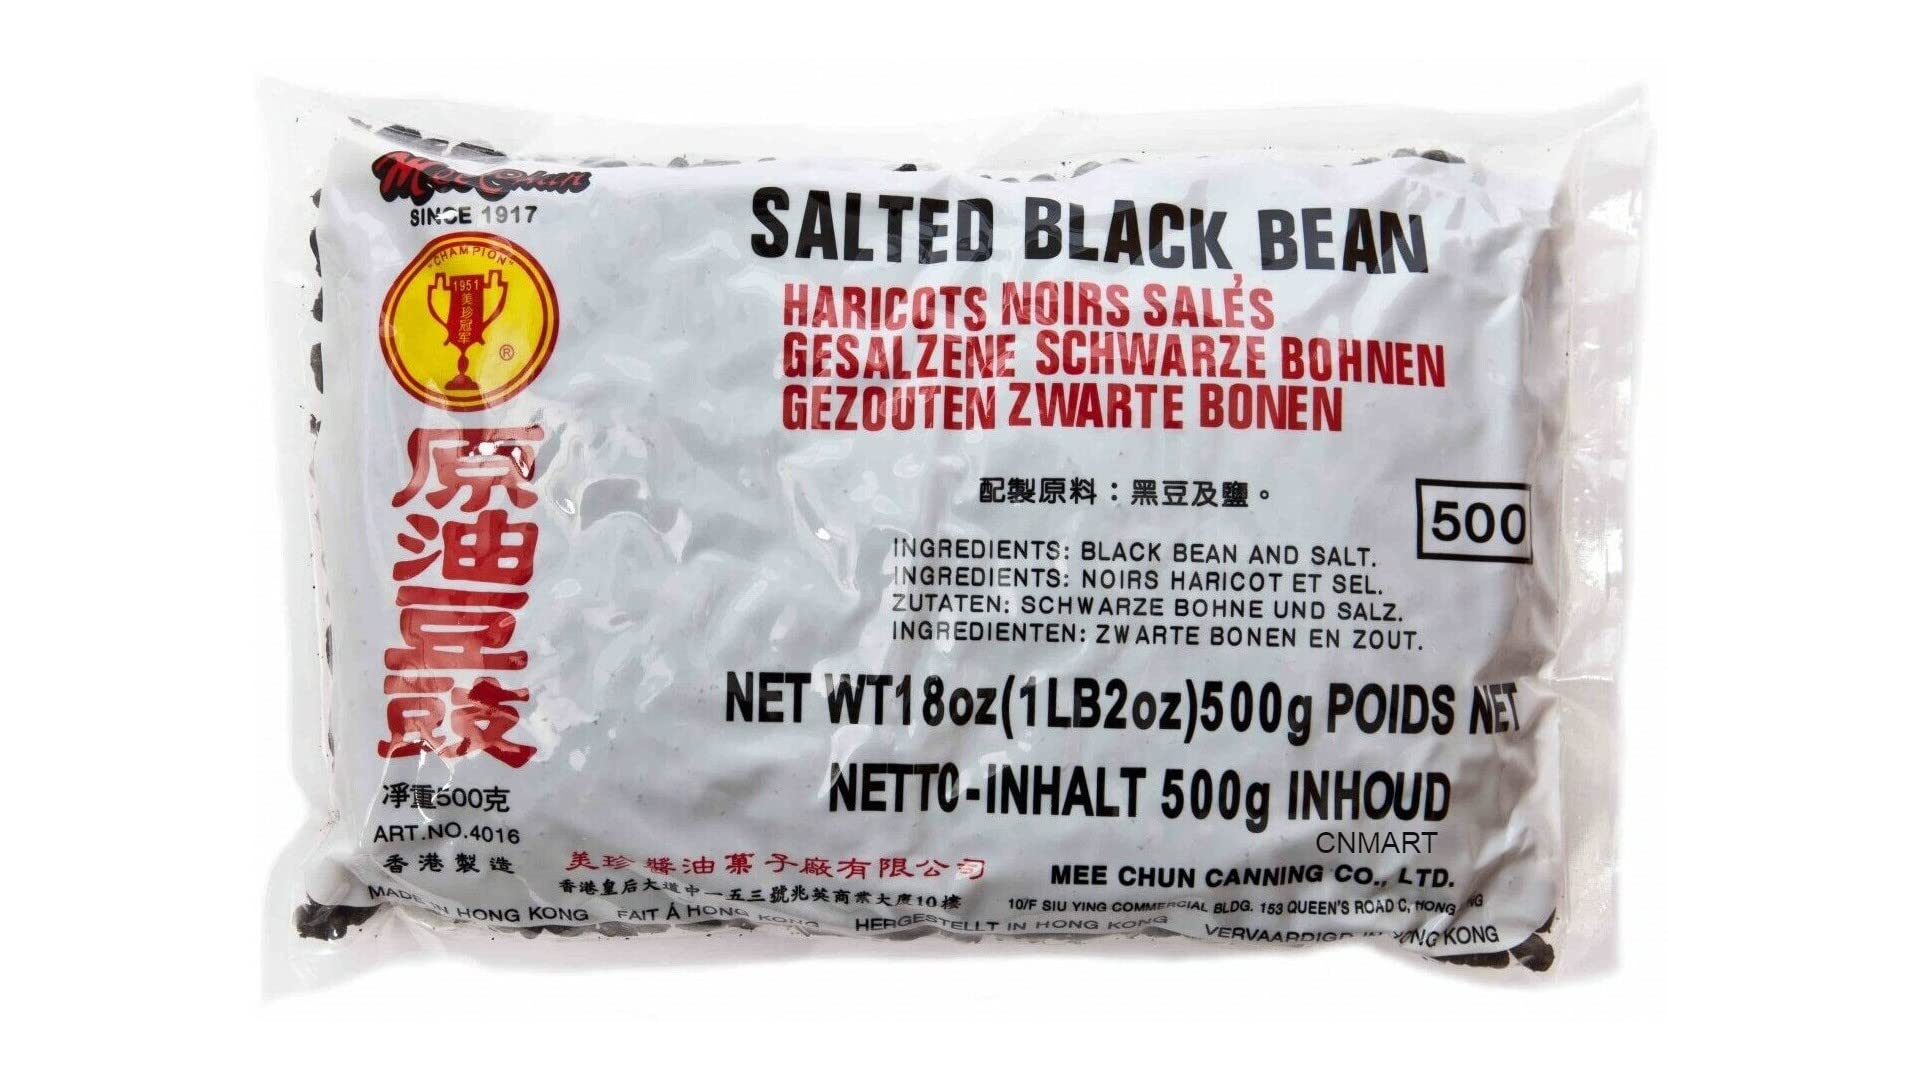 Mee Chun
SINCE 1917
"CHAMPION"
1951
美珍冠军
®
原油豆豉
淨重500克
ART.NO.4016
香港製造
SALTED BLACK BEAN
HARICOTS NOIRS SALÉS
GESALZENE SCHWARZE BOHNEN
GEZOUTEN ZWARTE BONEN
配製原料：黑豆及鹽。
500
INGREDIENTS: BLACK BEAN AND SALT.
INGREDIENTS: NOIRS HARICOT ET SEL.
ZUTATEN: SCHWARZE BOHNE UND SALZ.
INGREDIENTEN: ZWARTE BONEN EN ZOUT.
NET WT18oz(1LB2oz)500g POIDS NET
NETTO-INHALT 500g INHOUD
CNMART
美珍醬油菓子廠有限公司
香港皇后大道中一五三號兆英商業大廈10樓
MEE CHUN CANNING CO., LTD.
10/F SIU YING COMMERCIAL BLDG. 153 QUEEN'S ROAD C, HONG KONG
MADE IN HONG KONG FAIT Á HONG KONG HERGESTELLT IN HONG KONG VERVAARDIGD IN HONG KONG